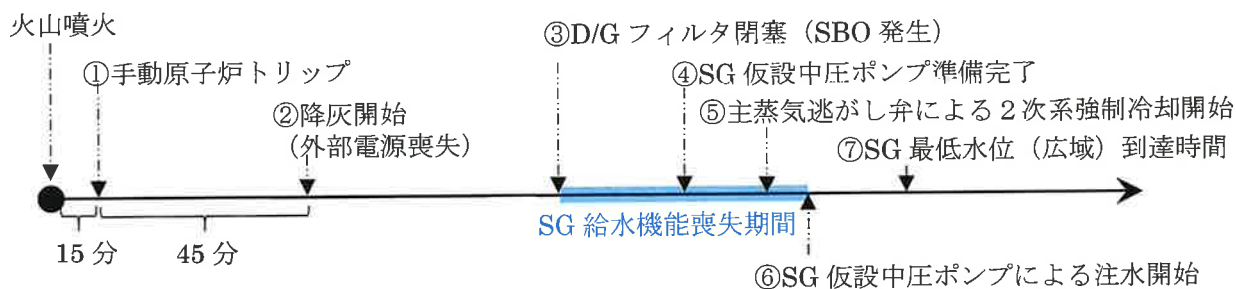 火山噴火
①手動原子炉トリップ
②降灰開始
(外部電源喪失)
③D/G フィルタ閉塞(SBO 発生)
④SG 仮設中圧ポンプ準備完了
⑤主蒸気逃がし弁による2次系強制冷却開始
⑦SG 最低水位(広域)到達時間
15 分
45 分
SG 給水機能喪失期間
⑥SG 仮設中圧ポンプによる注水開始